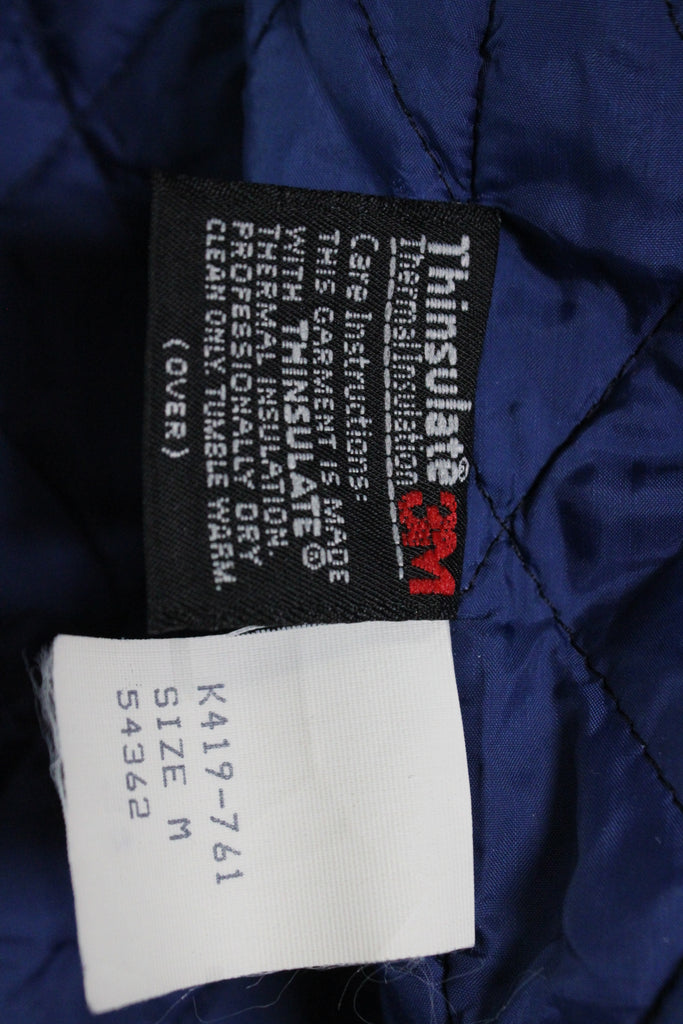 Thinsulate®
Thermal Insulation 3M
Care Instructions:
THIS GARMENT IS MADE
WITH THINSULATE®
THERMAL INSULATION.
PROFESSIONALLY DRY
CLEAN ONLY TUMBLE WARM.
(OVER)
K419-761
SIZE M
54362